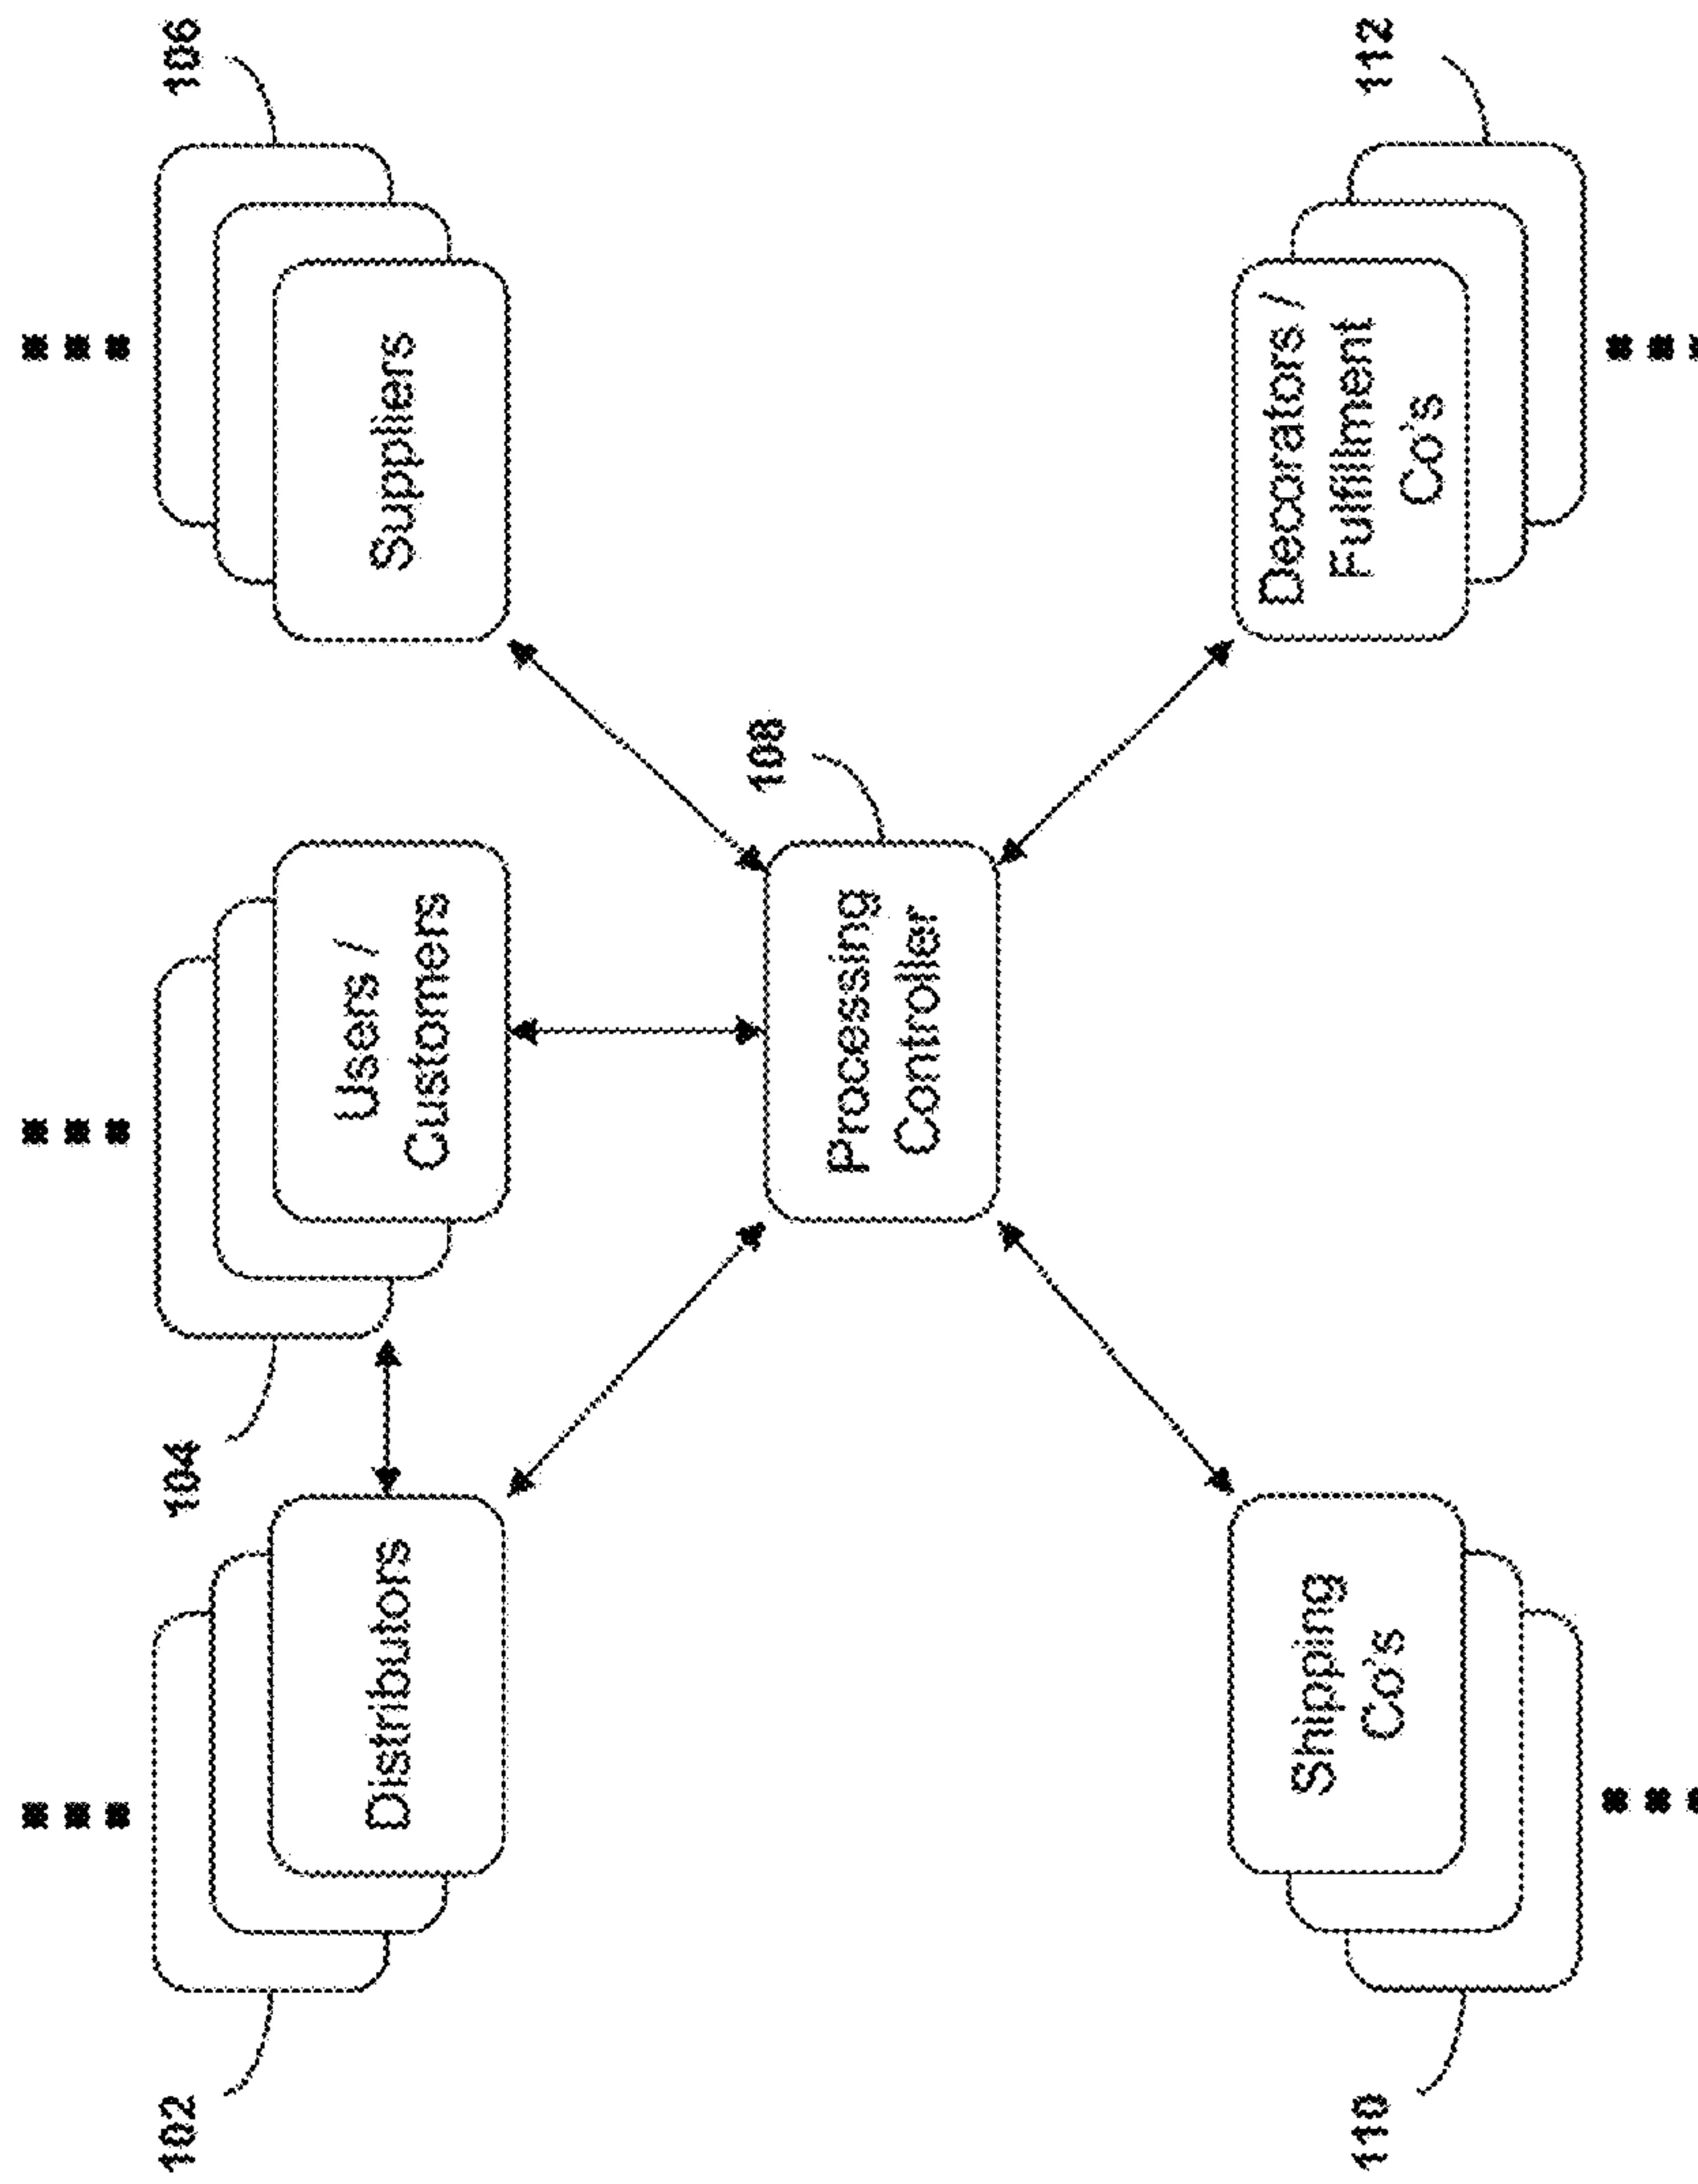 102
104
106
Distributors
Users /
Customers
Suppliers
108
Processing
Controller
110
112
Shipping
Co's
Decorators /
Fulfillment
Co's